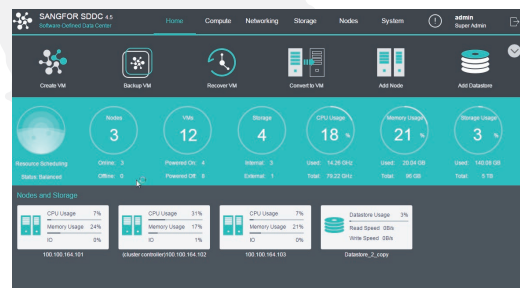 SANGFOR SDDC 4.5
Software-Defined Data Center
Home Compute Networking Storage Nodes System
admin
Super Admin
Create VM
Backup VM
Recover VM
Convert to VM
Add Node
Add Datastore
Resource Scheduling
Status: Balanced
Nodes
3
Online: 3
Offline: 0
VMs
12
Powered On: 4
Powered Off: 8
Storage
4
Internal: 3
External: 1
CPU Usage
18 %
Used: 14.26 GHz
Total: 79.22 GHz
Memory Usage
21 %
Used: 20.04 GB
Total: 96 GB
Storage Usage
3 %
Used: 140.08 GB
Total: 5 TB
Nodes and Storage
CPU Usage 7%
Memory Usage 24%
IO 0%
100.100.164.101
CPU Usage 31%
Memory Usage 17%
IO 1%
(cluster controller)100.100.164.102
CPU Usage 7%
Memory Usage 21%
IO 0%
100.100.164.103
Datastore Usage 3%
Read Speed 0B/s
Write Speed 0B/s
Datastore_2_copy